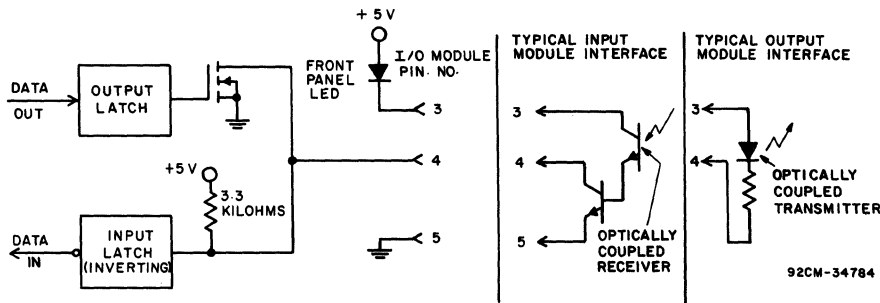 +5V
FRONT
PANEL
LED
I/O MODULE
PIN. NO.
3
4
5
DATA
OUT
OUTPUT
LATCH
+5V
3.3
KILOHMS
DATA
IN
INPUT
LATCH
(INVERTING)
TYPICAL INPUT
MODULE INTERFACE
3
4
5
OPTICALLY
COUPLED
RECEIVER
TYPICAL OUTPUT
MODULE INTERFACE
3
4
OPTICALLY
COUPLED
TRANSMITTER
92CM-34784